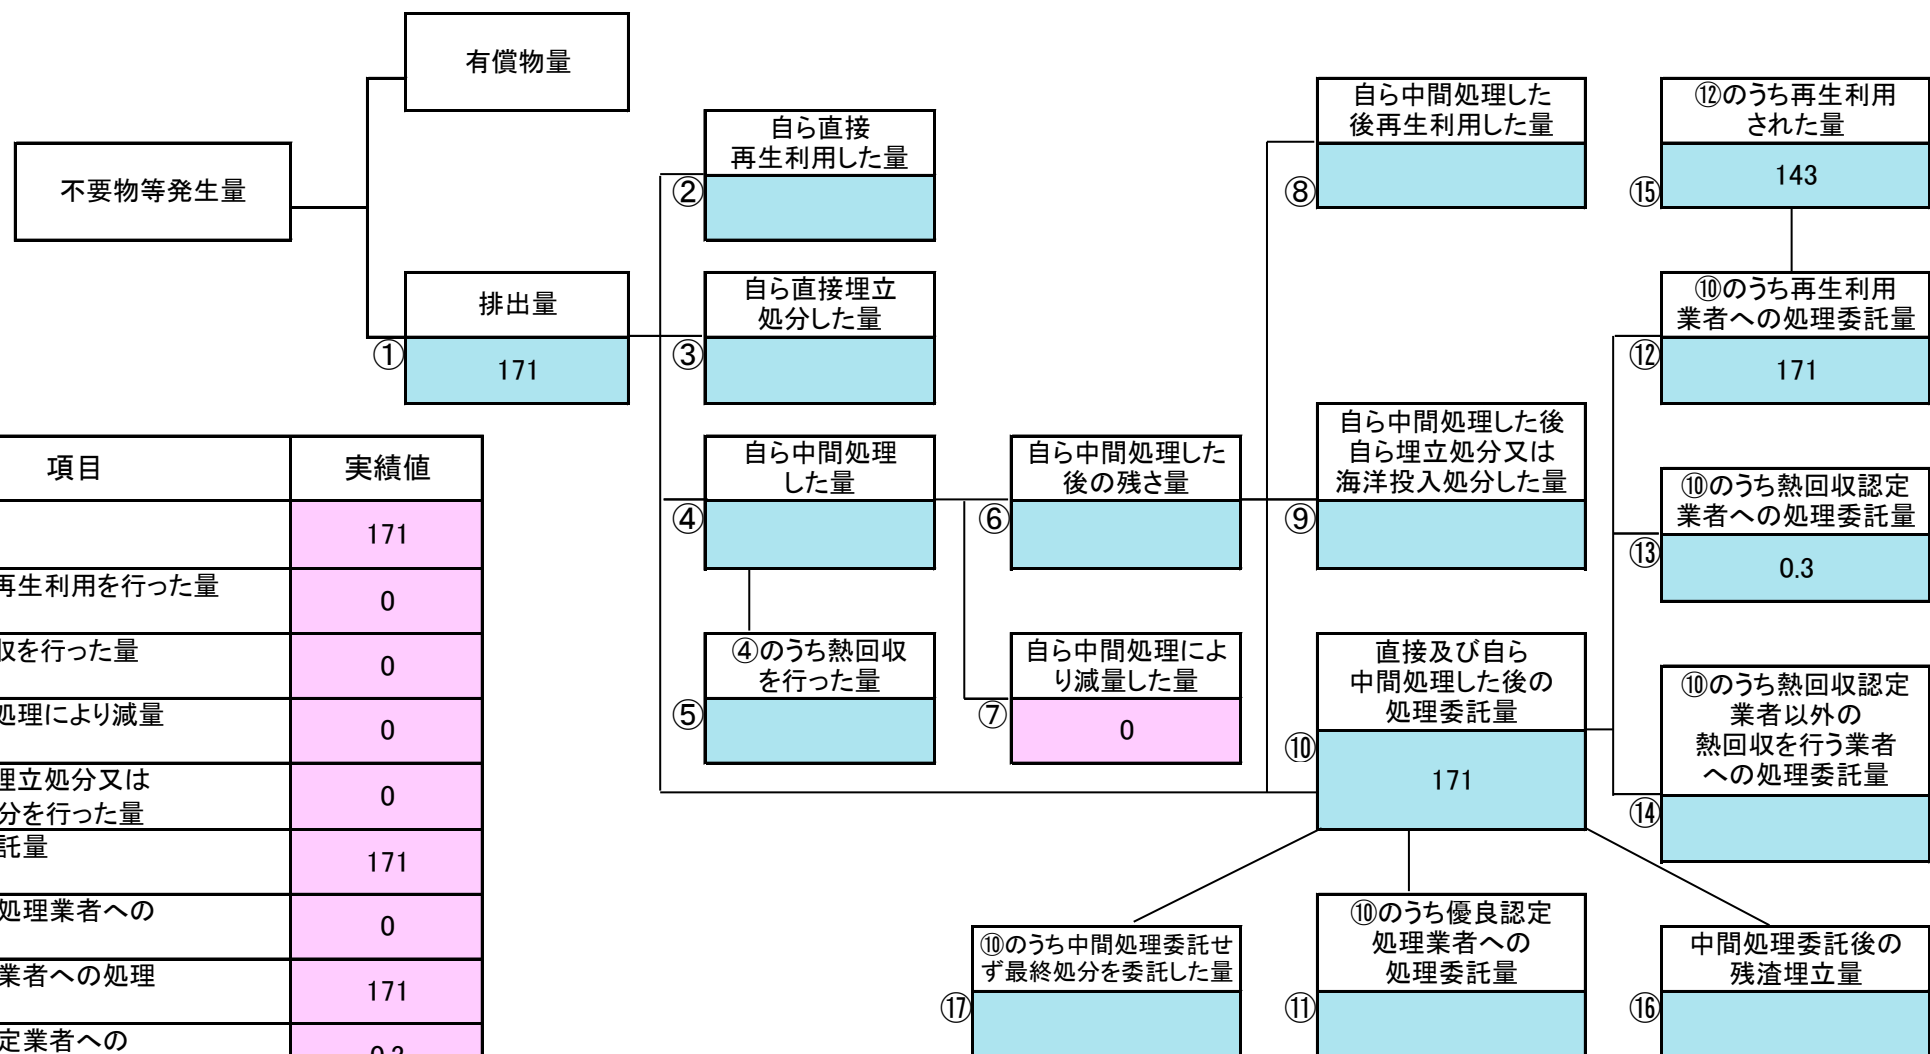 有償物量
不要物等発生量
排出量
①
171
自ら直接
再生利用した量
②
自ら直接埋立
処分した量
③
自ら中間処理
した量
④
④のうち熱回収
を行った量
⑤
自ら中間処理した
後の残さ量
⑥
自ら中間処理によ
り減量した量
⑦
0
自ら中間処理した
後再生利用した量
⑧
自ら中間処理した後
自ら埋立処分又は
海洋投入処分した量
⑨
直接及び自ら
中間処理した後の
処理委託量
⑩
171
⑩のうち優良認定
処理業者への
処理委託量
⑪
⑩のうち中間処理委託せ
ず最終処分を委託した量
⑰
⑫のうち再生利用
された量
⑮
143
⑩のうち再生利用
業者への処理委託量
⑫
171
⑩のうち熱回収認定
業者への処理委託量
⑬
0.3
⑩のうち熱回収認定
業者以外の
熱回収を行う業者
への処理委託量
⑭
中間処理委託後の
残渣埋立量
⑯
項目 実績値
171
再生利用を行った量
0
収を行った量
0
処理により減量
0
埋立処分又は
分を行った量
0
託量
171
処理業者への
0
業者への処理
171
定業者への
0.3